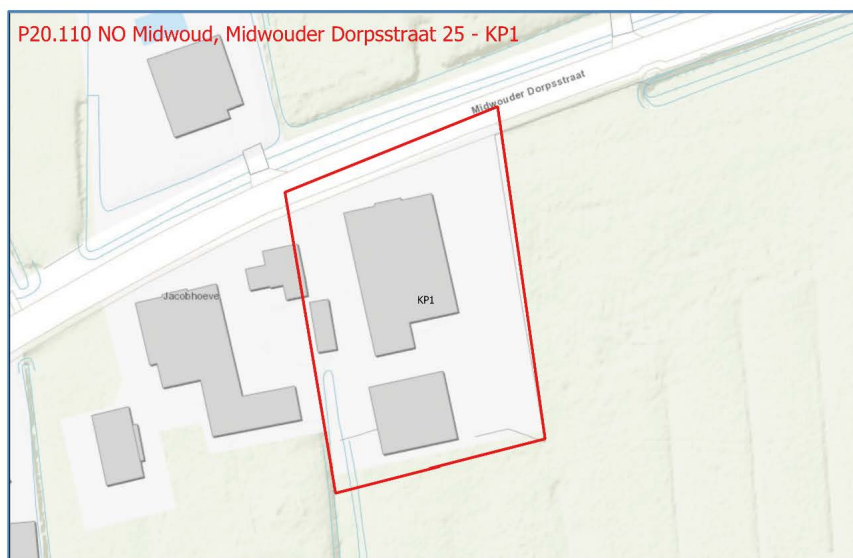 P20.110 NO Midwoud, Midwouder Dorpsstraat 25 - KP1
Midwouder Dorpsstraat
Jacobhoeve
KP1